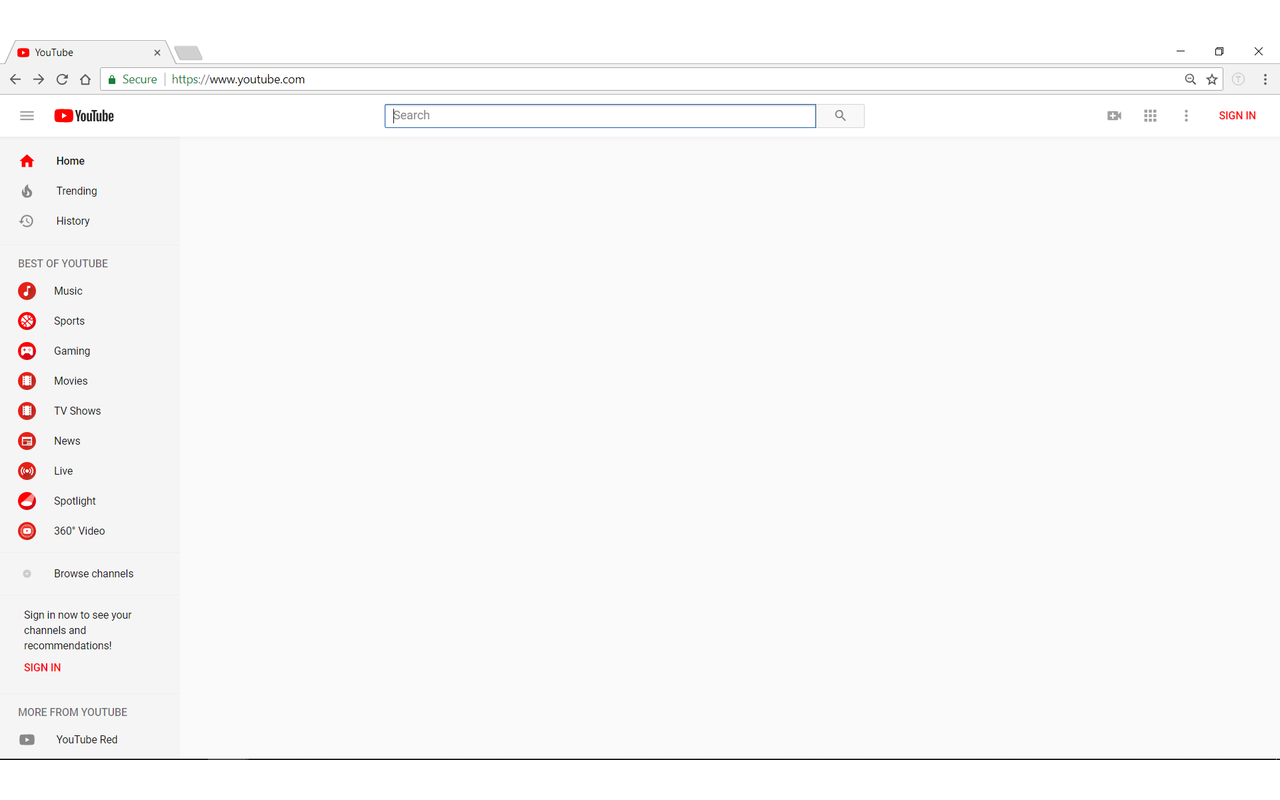 YouTube
Secure https://www.youtube.com
YouTube
Search
SIGN IN
Home
Trending
History
BEST OF YOUTUBE
Music
Sports
Gaming
Movies
TV Shows
News
Live
Spotlight
360° Video
Browse channels
Sign in now to see your
channels and
recommendations!
SIGN IN
MORE FROM YOUTUBE
YouTube Red